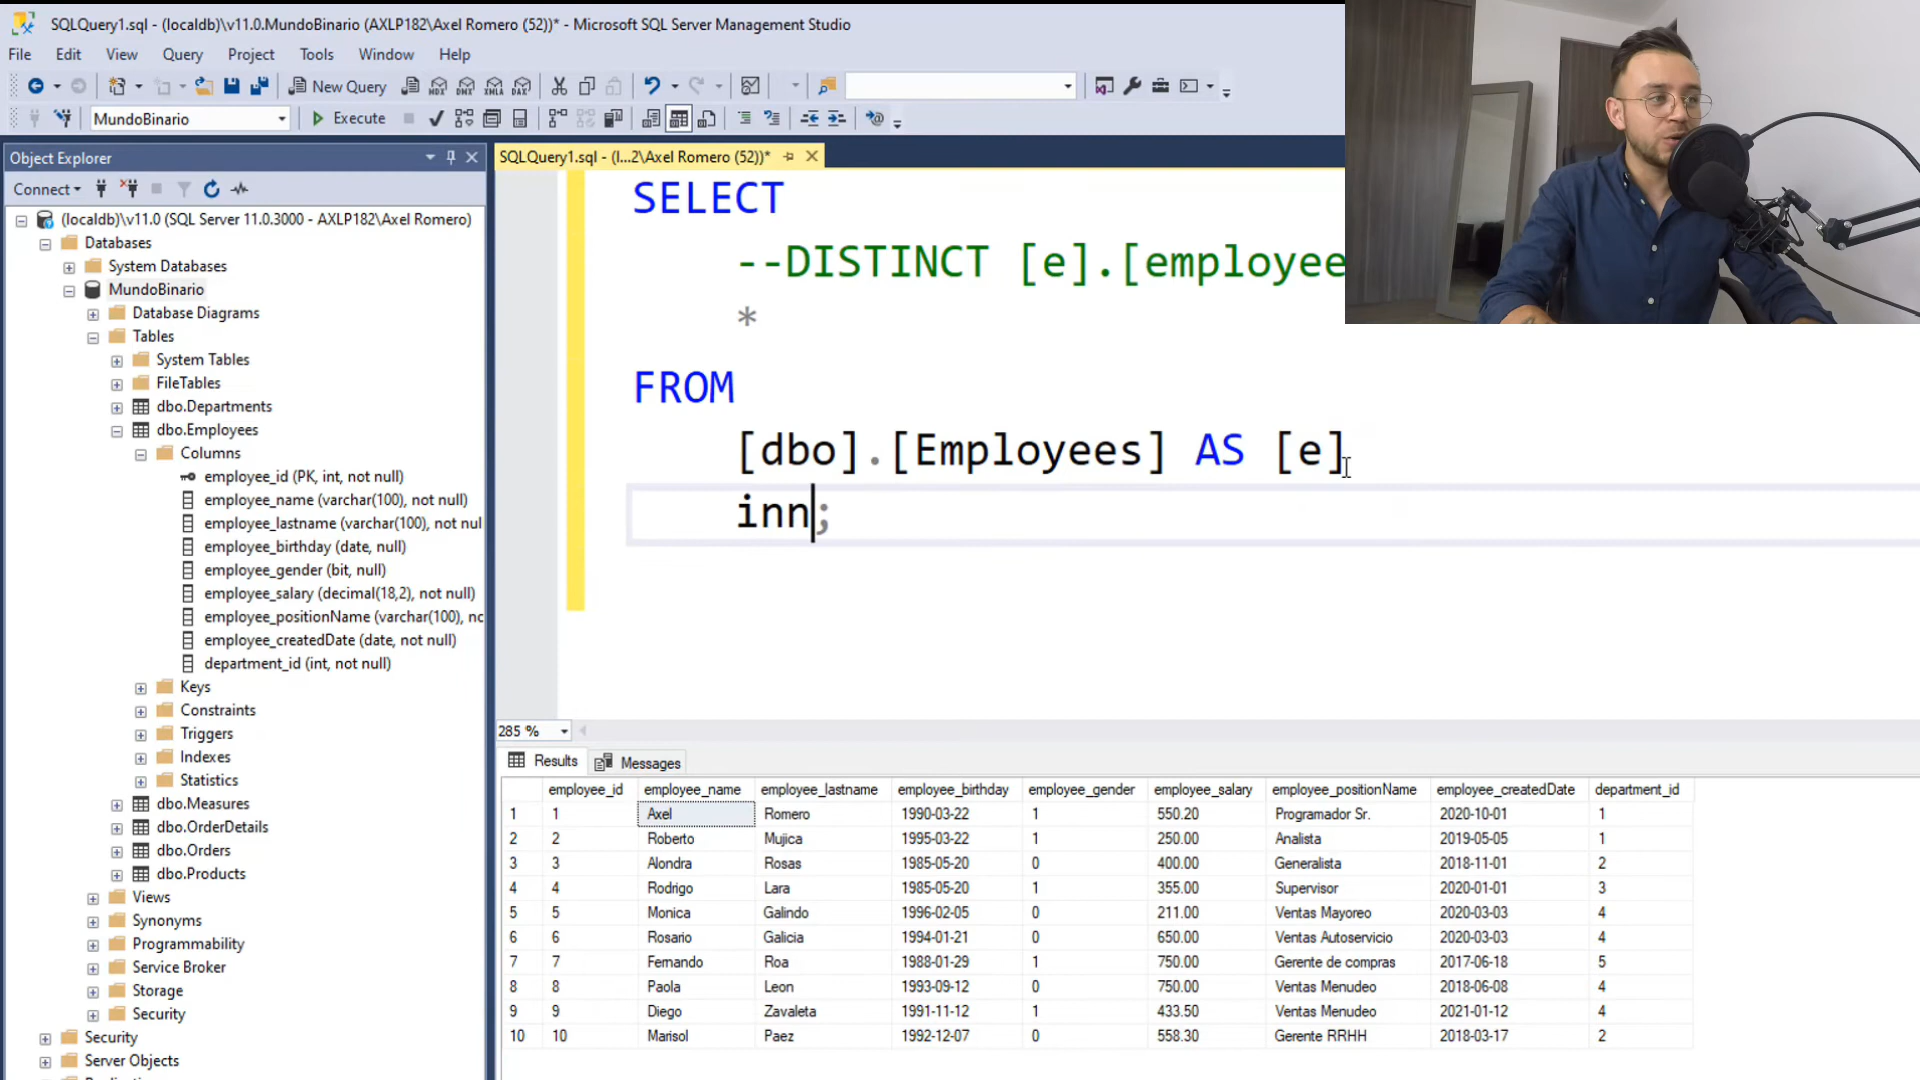 SQLQuery1.sql - (localdb)\v11.0.MundoBinario (AXLP182\Axel Romero (52))* - Microsoft SQL Server Management Studio
File Edit View Query Project Tools Window Help
New Query
MundoBinario Execute
Object Explorer
Connect
(localdb)\v11.0 (SQL Server 11.0.3000 - AXLP182\Axel Romero)
Databases
System Databases
MundoBinario
Database Diagrams
Tables
System Tables
FileTables
dbo.Departments
dbo.Employees
Columns
employee_id (PK, int, not null)
employee_name (varchar(100), not null)
employee_lastname (varchar(100), not nul
employee_birthday (date, null)
employee_gender (bit, null)
employee_salary (decimal(18,2), not null)
employee_positionName (varchar(100), nc
employee_createdDate (date, not null)
department_id (int, not null)
Keys
Constraints
Triggers
Indexes
Statistics
dbo.Measures
dbo.OrderDetails
dbo.Orders
dbo.Products
Views
Synonyms
Programmability
Service Broker
Storage
Security
Security
Server Objects
SQLQuery1.sql - (l...2\Axel Romero (52))*
SELECT
--DISTINCT [e].[employee
*
FROM
[dbo].[Employees] AS [e]
inn;
285 %
Results Messages
employee_id employee_name employee_lastname employee_birthday employee_gender employee_salary employee_positionName employee_createdDate department_id
1 1 Axel Romero 1990-03-22 1 550.20 Programador Sr. 2020-10-01 1
2 2 Roberto Mujica 1995-03-22 1 250.00 Analista 2019-05-05 1
3 3 Alondra Rosas 1985-05-20 0 400.00 Generalista 2018-11-01 2
4 4 Rodrigo Lara 1985-05-20 1 355.00 Supervisor 2020-01-01 3
5 5 Monica Galindo 1996-02-05 0 211.00 Ventas Mayoreo 2020-03-03 4
6 6 Rosario Galicia 1994-01-21 0 650.00 Ventas Autoservicio 2020-03-03 4
7 7 Fernando Roa 1988-01-29 1 750.00 Gerente de compras 2017-06-18 5
8 8 Paola Leon 1993-09-12 0 750.00 Ventas Menudeo 2018-06-08 4
9 9 Diego Zavaleta 1991-11-12 1 433.50 Ventas Menudeo 2021-01-12 4
10 10 Marisol Paez 1992-12-07 0 558.30 Gerente RRHH 2018-03-17 2